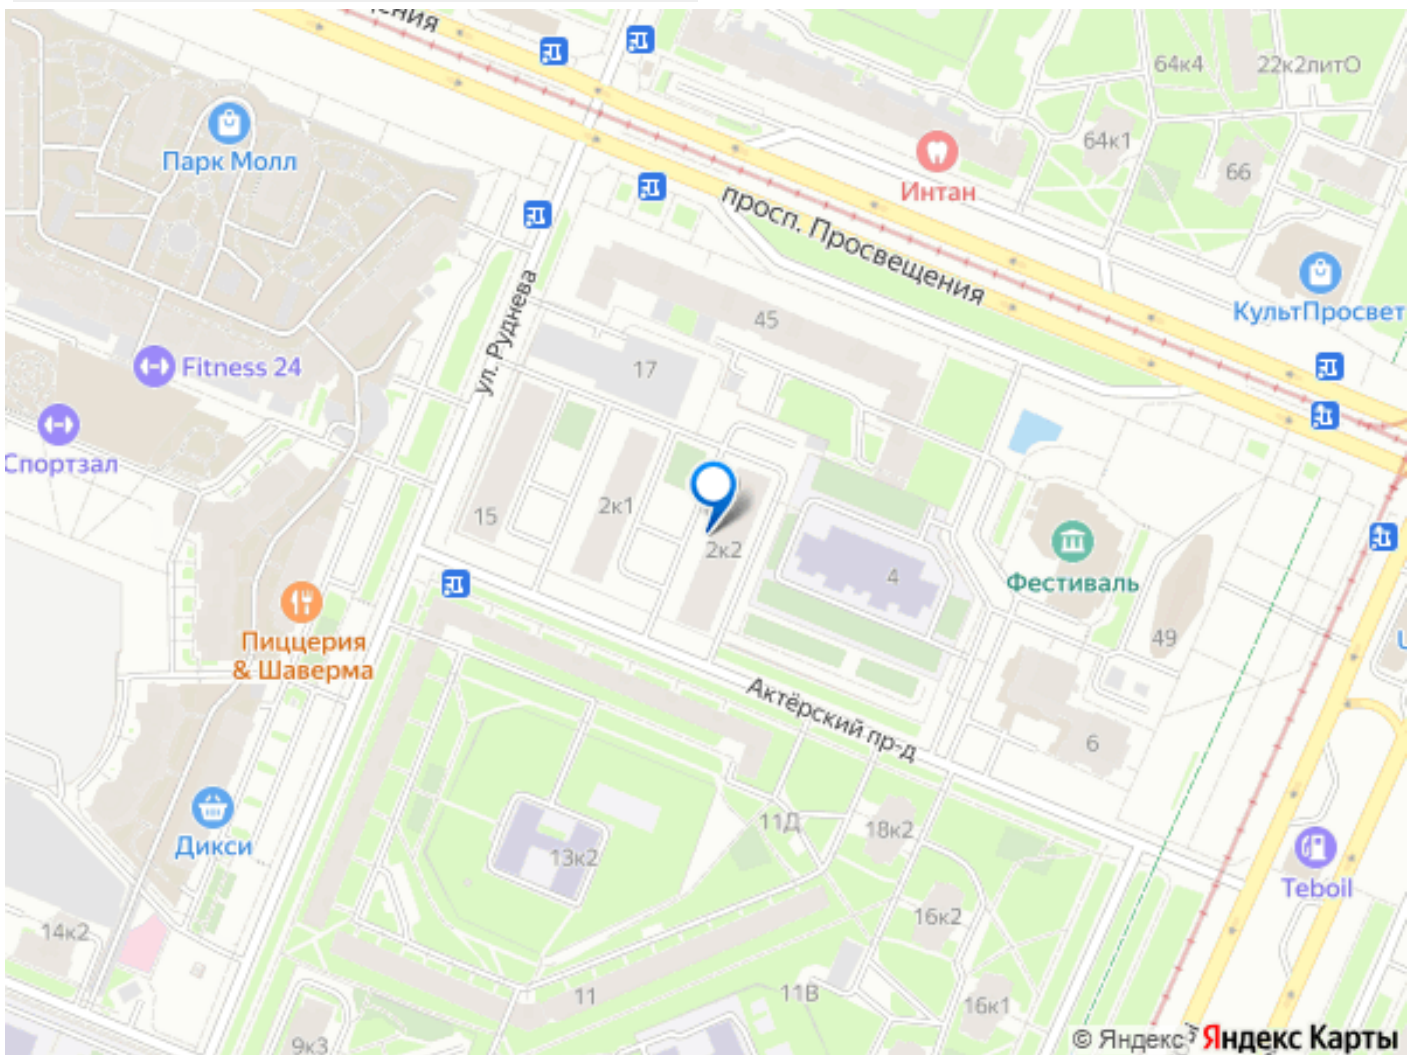 64к4
22к2литО
64к1
66
Парк Молл
Интан
просп. Просвещения
КультПросвет
ул. Руднева
45
17
Fitness 24
Спортзал
15
2к1
2к2
4
Фестиваль
49
Пиццерия
& Шаверма
Актёрский пр-д
6
Дикси
13к2
11Д
18к2
Teboil
16к2
14к2
11
11В
16к1
9к3
© Яндекс
Яндекс Карты